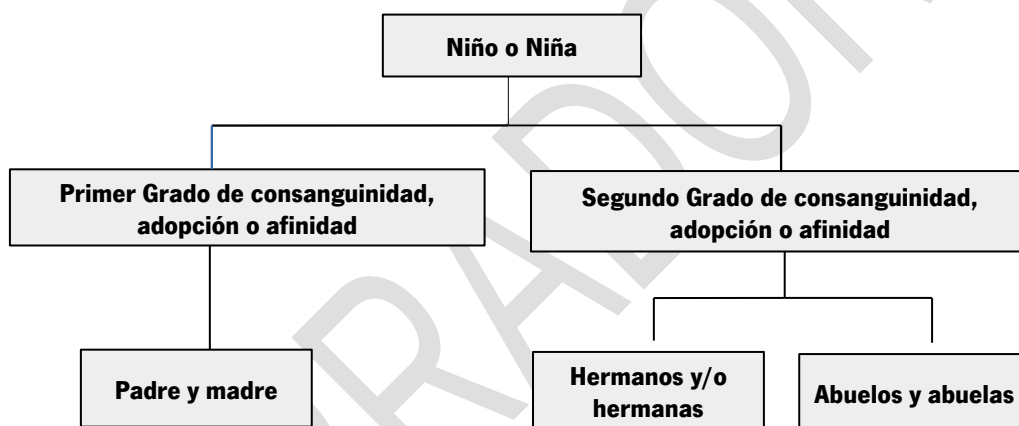 Niño o Niña
Primer Grado de consanguinidad,
adopción o afinidad
Segundo Grado de consanguinidad,
adopción o afinidad
Padre y madre
Hermanos y/o
hermanas
Abuelos y abuelas